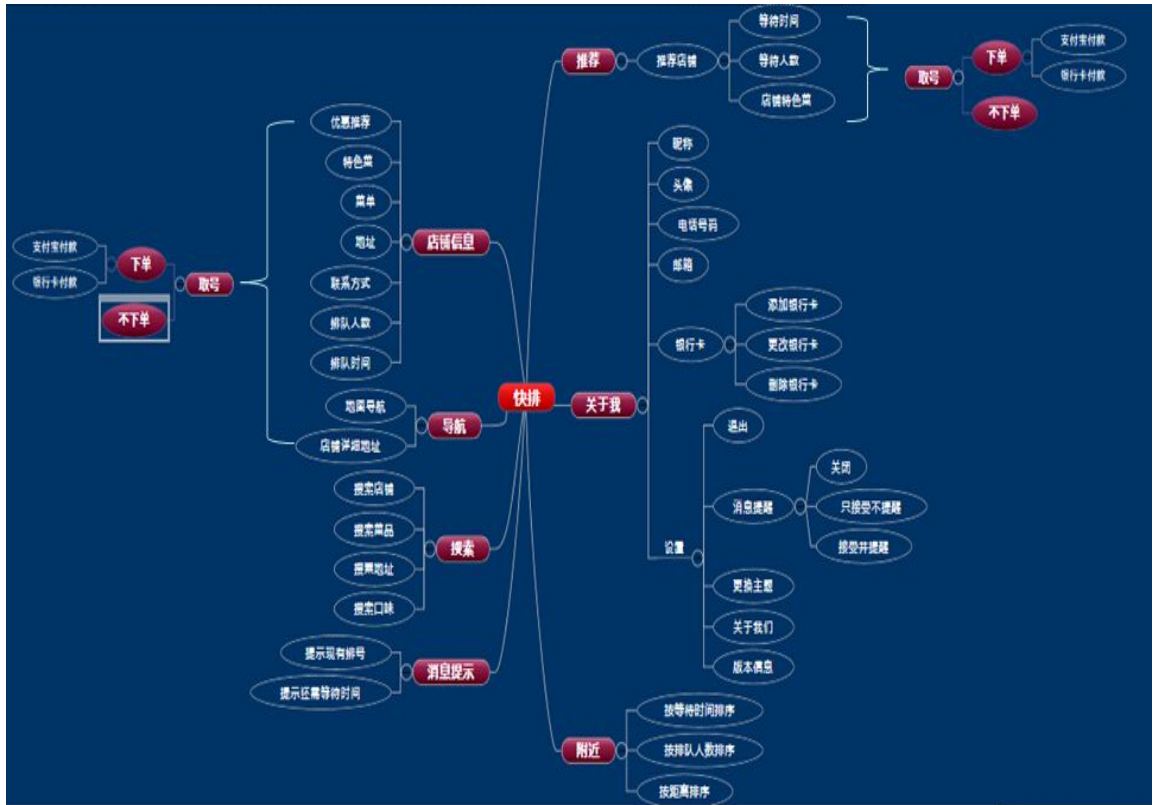 快排
推荐
推荐店铺
等待时间
等待人数
店铺特色菜
取号
下单
支付宝付款
银行卡付款
不下单
关于我
昵称
头像
电话号码
邮箱
银行卡
添加银行卡
更改银行卡
删除银行卡
设置
退出
消息提醒
关闭
只接受不提醒
接受并提醒
更换主题
关于我们
版本信息
附近
按等待时间排序
按排队人数排序
按距离排序
店铺信息
优惠推荐
特色菜
菜单
地址
联系方式
排队人数
排队时间
导航
地图导航
店铺详细地址
取号
下单
支付宝付款
银行卡付款
不下单
搜索
搜索店铺
搜索菜品
搜索地址
搜索口味
消息提示
提示现有排号
提示还需等待时间